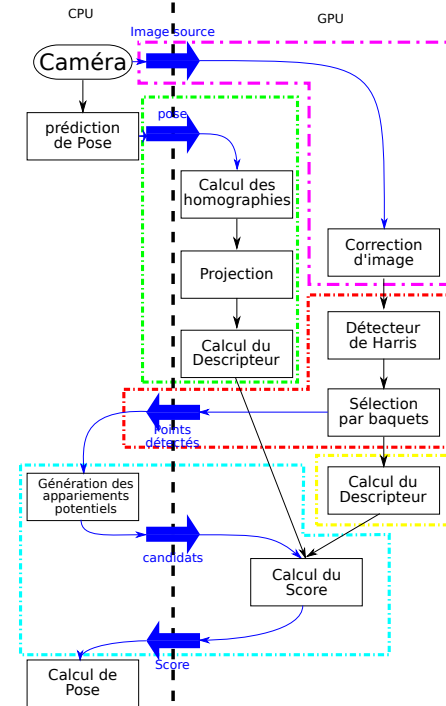 CPU
GPU
Image source
Caméra
pose
prédiction
de Pose
Calcul des
homographies
Projection
Calcul du
Descripteur
Correction
d'image
Détecteur
de Harris
Sélection
par baquets
Points
détectés
Calcul du
Descripteur
Génération des
appariements
potentiels
candidats
Calcul du
Score
Score
Calcul de
Pose